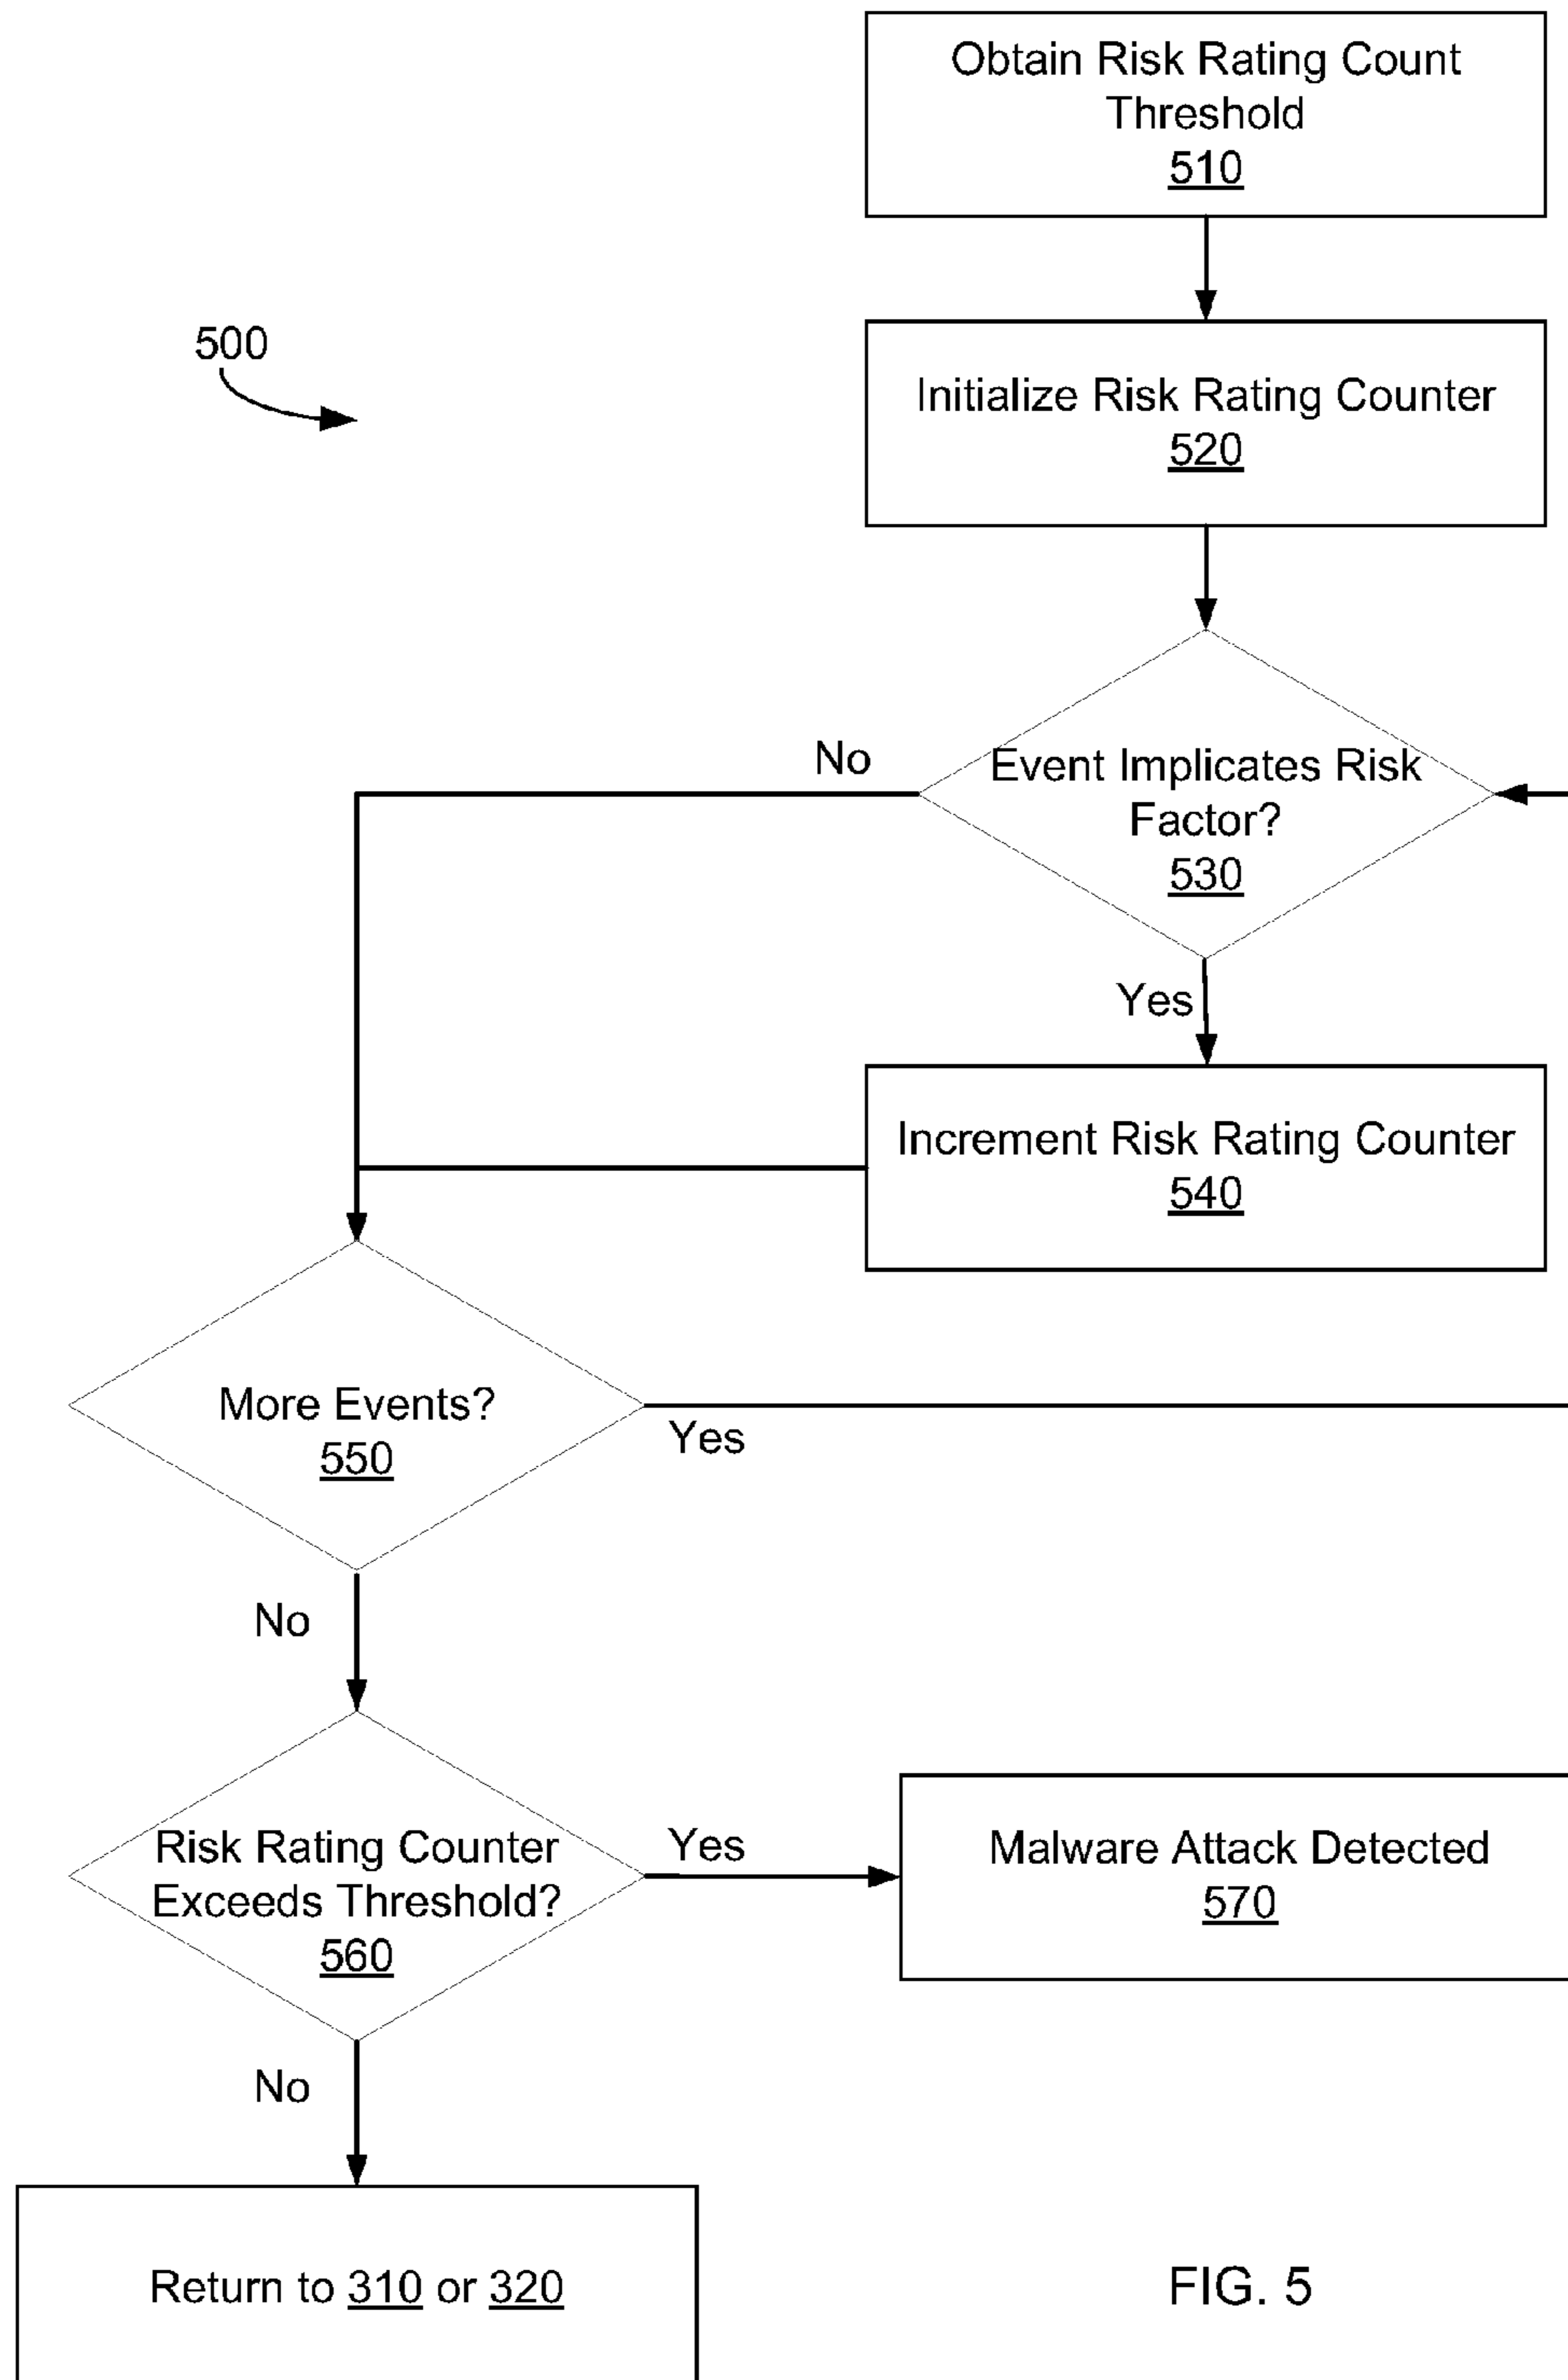 Obtain Risk Rating Count
Threshold
510
500
Initialize Risk Rating Counter
520
No
Event Implicates Risk
Factor?
530
Yes
Increment Risk Rating Counter
540
More Events?
550
Yes
No
Risk Rating Counter
Exceeds Threshold?
560
Yes
Malware Attack Detected
570
No
Return to 310 or 320
FIG. 5